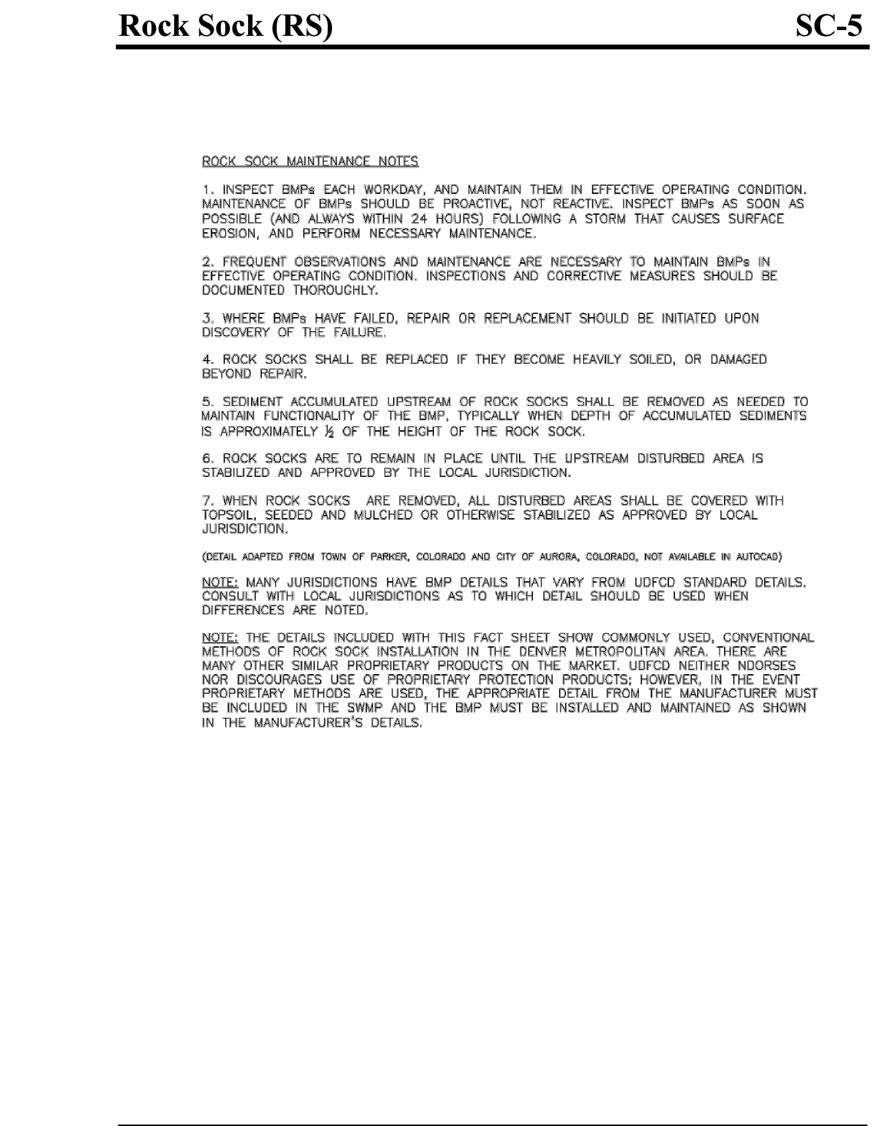 Rock Sock (RS) SC-5
ROCK SOCK MAINTENANCE NOTES
1. INSPECT BMPs EACH WORKDAY, AND MAINTAIN THEM IN EFFECTIVE OPERATING CONDITION.
MAINTENANCE OF BMPs SHOULD BE PROACTIVE, NOT REACTIVE. INSPECT BMPs AS SOON AS
POSSIBLE (AND ALWAYS WITHIN 24 HOURS) FOLLOWING A STORM THAT CAUSES SURFACE
EROSION, AND PERFORM NECESSARY MAINTENANCE.
2. FREQUENT OBSERVATIONS AND MAINTENANCE ARE NECESSARY TO MAINTAIN BMPs IN
EFFECTIVE OPERATING CONDITION. INSPECTIONS AND CORRECTIVE MEASURES SHOULD BE
DOCUMENTED THOROUGHLY.
3. WHERE BMPs HAVE FAILED, REPAIR OR REPLACEMENT SHOULD BE INITIATED UPON
DISCOVERY OF THE FAILURE.
4. ROCK SOCKS SHALL BE REPLACED IF THEY BECOME HEAVILY SOILED, OR DAMAGED
BEYOND REPAIR.
5. SEDIMENT ACCUMULATED UPSTREAM OF ROCK SOCKS SHALL BE REMOVED AS NEEDED TO
MAINTAIN FUNCTIONALITY OF THE BMP, TYPICALLY WHEN DEPTH OF ACCUMULATED SEDIMENTS
IS APPROXIMATELY ½ OF THE HEIGHT OF THE ROCK SOCK.
6. ROCK SOCKS ARE TO REMAIN IN PLACE UNTIL THE UPSTREAM DISTURBED AREA IS
STABILIZED AND APPROVED BY THE LOCAL JURISDICTION.
7. WHEN ROCK SOCKS ARE REMOVED, ALL DISTURBED AREAS SHALL BE COVERED WITH
TOPSOIL, SEEDED AND MULCHED OR OTHERWISE STABILIZED AS APPROVED BY LOCAL
JURISDICTION.
(DETAIL ADAPTED FROM TOWN OF PARKER, COLORADO AND CITY OF AURORA, COLORADO, NOT AVAILABLE IN AUTOCAD)
NOTE: MANY JURISDICTIONS HAVE BMP DETAILS THAT VARY FROM UDFCD STANDARD DETAILS.
CONSULT WITH LOCAL JURISDICTIONS AS TO WHICH DETAIL SHOULD BE USED WHEN
DIFFERENCES ARE NOTED.
NOTE: THE DETAILS INCLUDED WITH THIS FACT SHEET SHOW COMMONLY USED, CONVENTIONAL
METHODS OF ROCK SOCK INSTALLATION IN THE DENVER METROPOLITAN AREA. THERE ARE
MANY OTHER SIMILAR PROPRIETARY PRODUCTS ON THE MARKET. UDFCD NEITHER NDORSES
NOR DISCOURAGES USE OF PROPRIETARY PROTECTION PRODUCTS; HOWEVER, IN THE EVENT
PROPRIETARY METHODS ARE USED, THE APPROPRIATE DETAIL FROM THE MANUFACTURER MUST
BE INCLUDED IN THE SWMP AND THE BMP MUST BE INSTALLED AND MAINTAINED AS SHOWN
IN THE MANUFACTURER'S DETAILS.